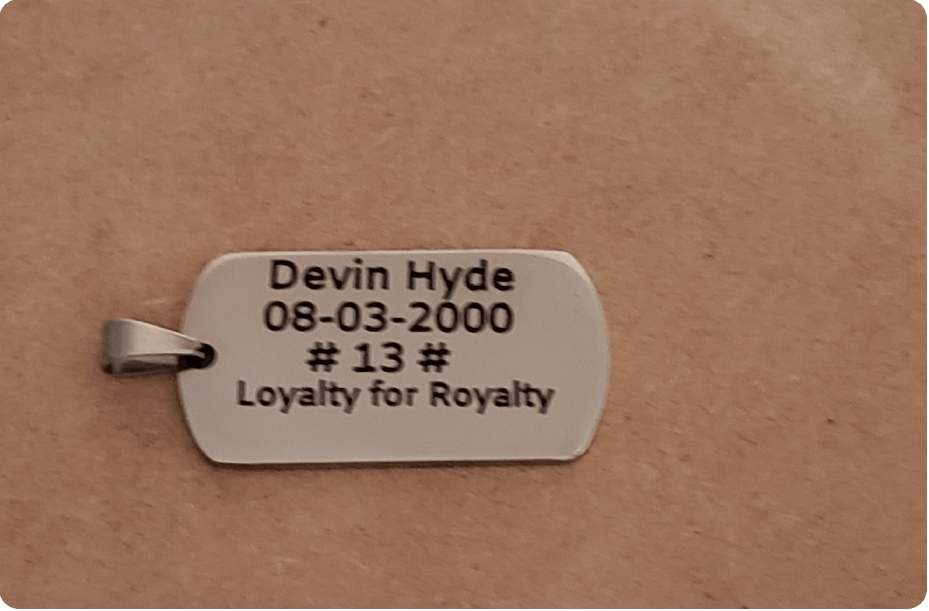 Devin Hyde
08-03-2000
# 13 #
Loyalty for Royalty